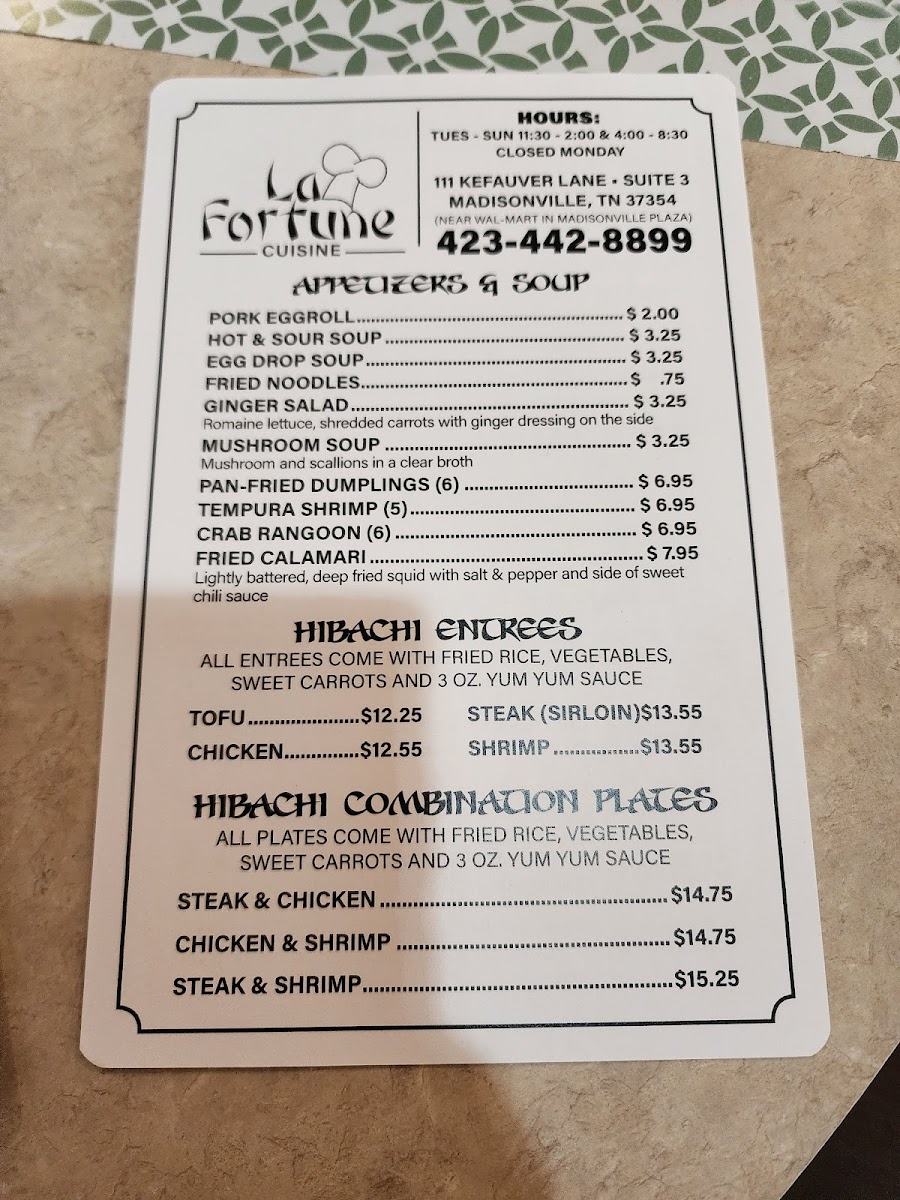 La
Fortune
CUISINE
HOURS:
TUES - SUN 11:30 - 2:00 & 4:00 - 8:30
CLOSED MONDAY
111 KEFAUVER LANE • SUITE 3
MADISONVILLE, TN 37354
(NEAR WAL-MART IN MADISONVILLE PLAZA)
423-442-8899
APPETIZERS & SOUP
PORK EGGROLL........ $ 2.00
HOT & SOUR SOUP........ $ 3.25
EGG DROP SOUP........ $ 3.25
FRIED NOODLES........ $ .75
GINGER SALAD........ $ 3.25
Romaine lettuce, shredded carrots with ginger dressing on the side
MUSHROOM SOUP........ $ 3.25
Mushroom and scallions in a clear broth
PAN-FRIED DUMPLINGS (6)........ $ 6.95
TEMPURA SHRIMP (5)........ $ 6.95
CRAB RANGOON (6)........ $ 6.95
FRIED CALAMARI........ $ 7.95
Lightly battered, deep fried squid with salt & pepper and side of sweet
chili sauce
HIBACHI ENTREES
ALL ENTREES COME WITH FRIED RICE, VEGETABLES,
SWEET CARROTS AND 3 OZ. YUM YUM SAUCE
TOFU........$12.25 STEAK (SIRLOIN)$13.55
CHICKEN........$12.55 SHRIMP........$13.55
HIBACHI COMBINATION PLATES
ALL PLATES COME WITH FRIED RICE, VEGETABLES,
SWEET CARROTS AND 3 OZ. YUM YUM SAUCE
STEAK & CHICKEN........$14.75
CHICKEN & SHRIMP........$14.75
STEAK & SHRIMP........$15.25